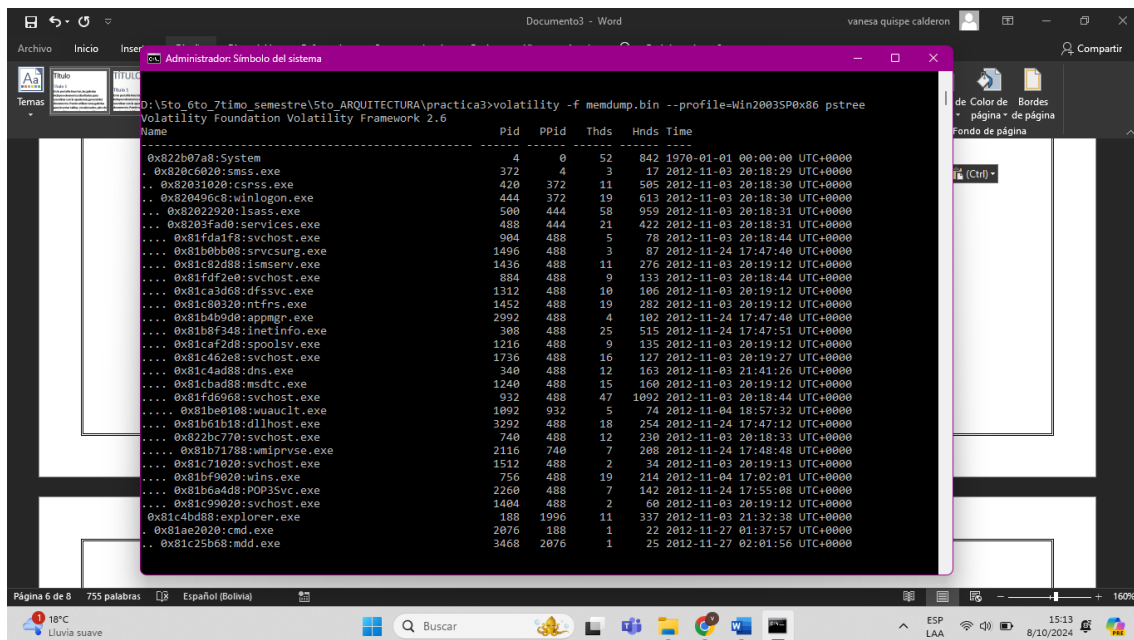 Documento3 - Word
vanesa quispe calderon
Archivo Inicio
Compartir
Administrador: Símbolo del sistema
Aa
Temas
Título
de Color de Bordes
página de página
Fondo de página
(Ctrl)
D:\5to_6to_7timo_semestre\5to_ARQUITECTURA\practica3>volatility -f memdump.bin --profile=Win2003SP0x86 pstree
Volatility Foundation Volatility Framework 2.6
Name Pid PPid Thds Hnds Time
-------------------------------------------------- ------ ------ ------ ------ ----
0x822b07a8:System 4 0 52 842 1970-01-01 00:00:00 UTC+0000
. 0x820c6020:smss.exe 372 4 3 17 2012-11-03 20:18:29 UTC+0000
.. 0x82031020:csrss.exe 420 372 11 505 2012-11-03 20:18:30 UTC+0000
.. 0x820496c8:winlogon.exe 444 372 19 613 2012-11-03 20:18:30 UTC+0000
... 0x82022920:lsass.exe 500 444 58 959 2012-11-03 20:18:31 UTC+0000
... 0x8203fad0:services.exe 488 444 21 422 2012-11-03 20:18:31 UTC+0000
.... 0x81fda1f8:svchost.exe 904 488 5 78 2012-11-03 20:18:44 UTC+0000
.... 0x81b0bb08:srvcsurg.exe 1496 488 3 87 2012-11-24 17:47:40 UTC+0000
.... 0x81c82d88:ismserv.exe 1436 488 11 276 2012-11-03 20:19:12 UTC+0000
.... 0x81fdf2e0:svchost.exe 884 488 9 133 2012-11-03 20:18:44 UTC+0000
.... 0x81ca3d68:dfssvc.exe 1312 488 10 106 2012-11-03 20:19:12 UTC+0000
.... 0x81c80320:ntfrs.exe 1452 488 19 282 2012-11-03 20:19:12 UTC+0000
.... 0x81b4b9d0:appmgr.exe 2992 488 4 102 2012-11-24 17:47:40 UTC+0000
.... 0x81b8f348:inetinfo.exe 308 488 25 515 2012-11-24 17:47:51 UTC+0000
.... 0x81caf2d8:spoolsv.exe 1216 488 9 135 2012-11-03 20:19:12 UTC+0000
.... 0x81c462e8:svchost.exe 1736 488 16 127 2012-11-03 20:19:27 UTC+0000
.... 0x81c4ad88:dns.exe 340 488 12 163 2012-11-03 21:41:26 UTC+0000
.... 0x81cbad88:msdtc.exe 1240 488 15 160 2012-11-03 20:19:12 UTC+0000
.... 0x81fd6968:svchost.exe 932 488 47 1092 2012-11-03 20:18:44 UTC+0000
..... 0x81be0108:wuauclt.exe 1092 932 5 74 2012-11-04 18:57:32 UTC+0000
.... 0x81b61b18:dllhost.exe 3292 488 18 254 2012-11-24 17:47:12 UTC+0000
.... 0x822bc770:svchost.exe 740 488 12 230 2012-11-03 20:18:33 UTC+0000
..... 0x81b71788:wmiprvse.exe 2116 740 7 208 2012-11-24 17:48:48 UTC+0000
.... 0x81c71020:svchost.exe 1512 488 2 34 2012-11-03 20:19:13 UTC+0000
.... 0x81bf9020:wins.exe 756 488 19 214 2012-11-04 17:02:01 UTC+0000
.... 0x81b6a4d8:POP3Svc.exe 2260 488 7 142 2012-11-24 17:55:08 UTC+0000
.... 0x81c99020:svchost.exe 1404 488 2 60 2012-11-03 20:19:12 UTC+0000
0x81c4bd88:explorer.exe 188 1996 11 337 2012-11-03 21:32:38 UTC+0000
. 0x81ae2020:cmd.exe 2076 188 1 22 2012-11-27 01:37:57 UTC+0000
.. 0x81c25b68:mdd.exe 3468 2076 1 25 2012-11-27 02:01:56 UTC+0000
Página 6 de 8 755 palabras Español (Bolivia) 160%
1
18°C
Lluvia suave
Buscar
ESP
LAA
15:13
8/10/2024
PRE